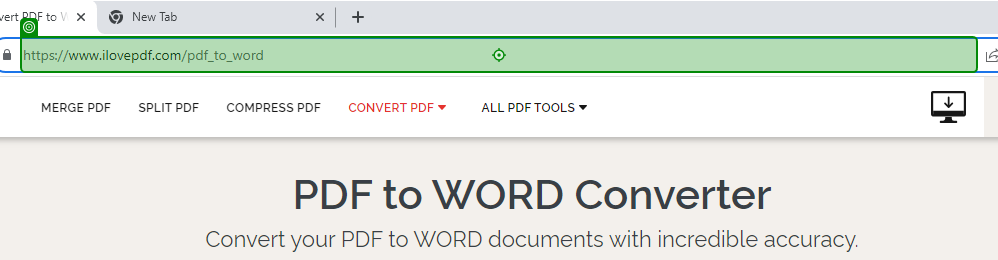 vert PDF to W
New Tab
https://www.ilovepdf.com/pdf_to_word
MERGE PDF SPLIT PDF COMPRESS PDF CONVERT PDF ALL PDF TOOLS
PDF to WORD Converter
Convert your PDF to WORD documents with incredible accuracy.